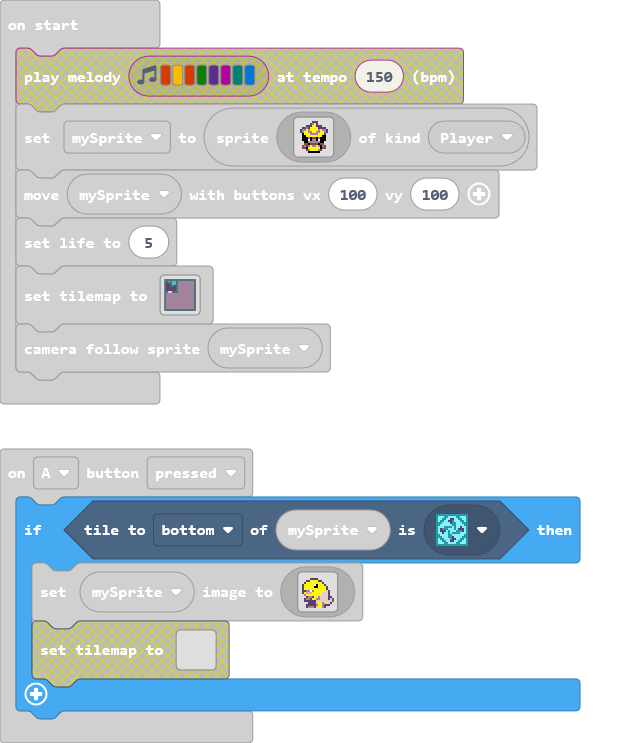 on start
play melody at tempo 150 (bpm)
set mySprite to sprite of kind Player
move mySprite with buttons vx 100 vy 100
set life to 5
set tilemap to
camera follow sprite mySprite
on A button pressed
if tile to bottom of mySprite is then
set mySprite image to
set tilemap to